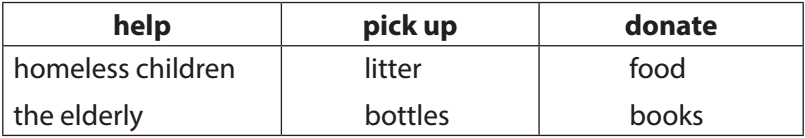 help pick up donate
homeless children litter food
the elderly bottles books